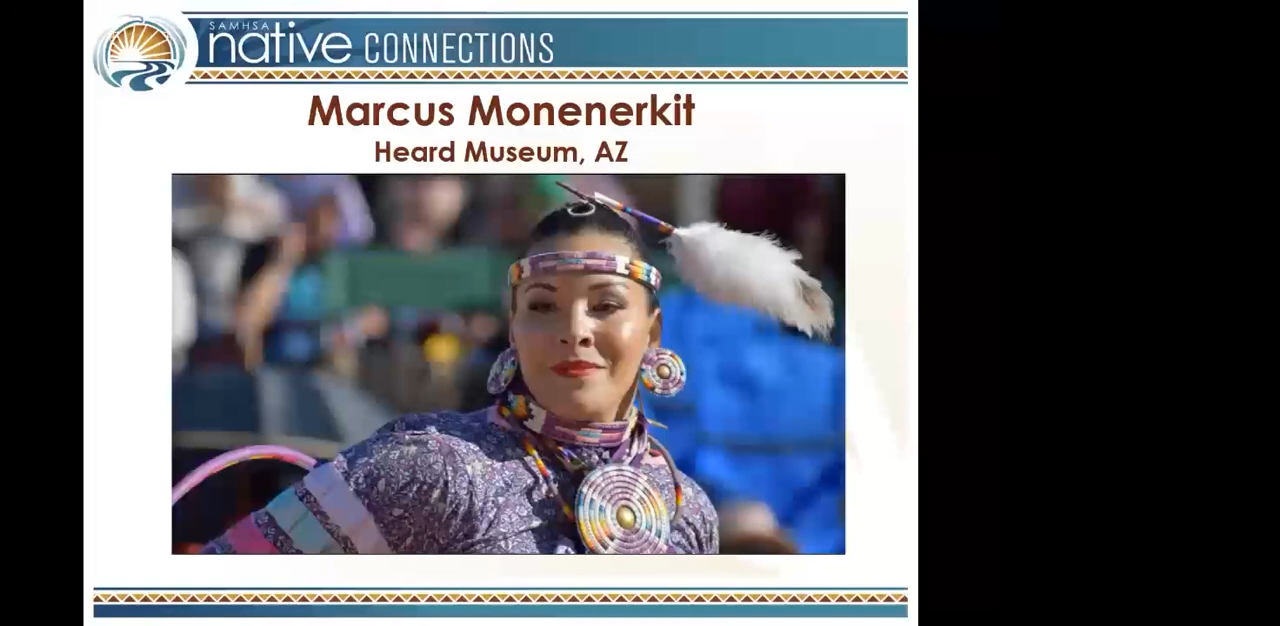 SAMHSA
native CONNECTIONS
Marcus Monenerkit
Heard Museum, AZ